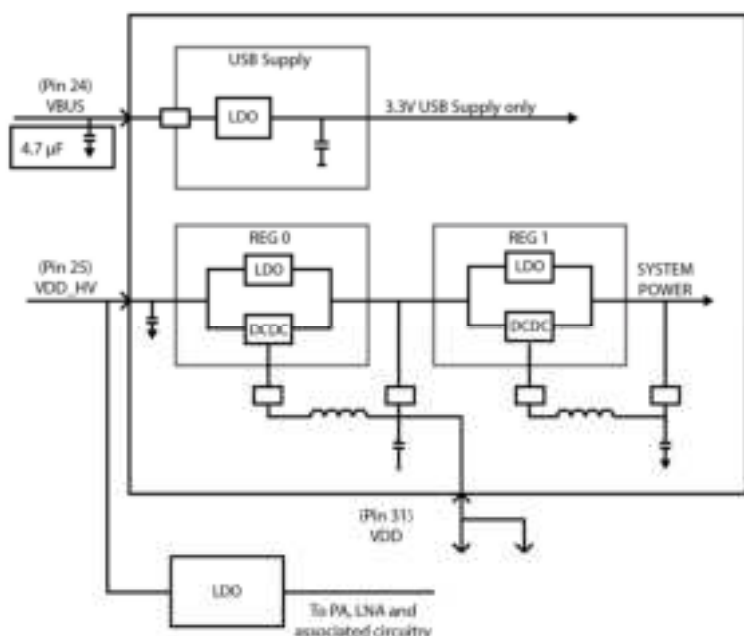 USB Supply
(Pin 24)
VBUS
LDO
3.3V USB Supply only
4.7 µF
REG 0
REG 1
(Pin 25)
VDD_HV
LDO
LDO
SYSTEM
POWER
DCDC
DCDC
(Pin 31)
VDD
LDO
To PA, LNA and
associated circuitry